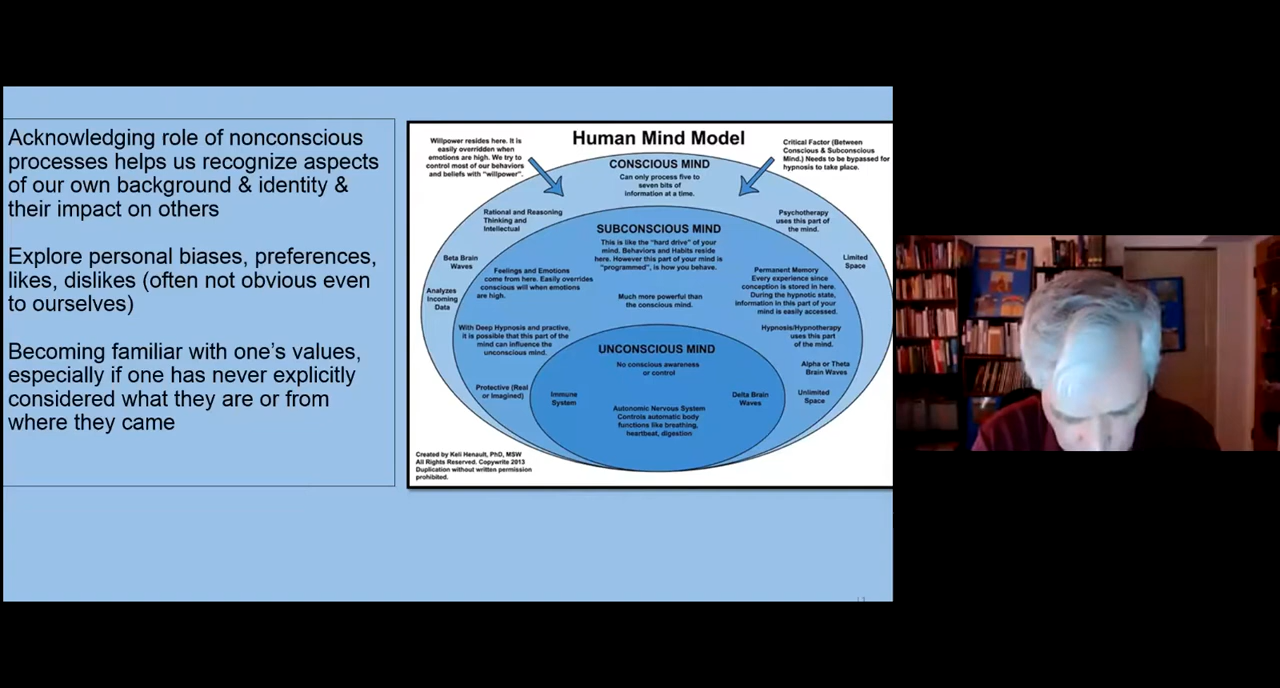 Acknowledging role of nonconscious
processes helps us recognize aspects
of our own background & identity &
their impact on others
Explore personal biases, preferences,
likes, dislikes (often not obvious even
to ourselves)
Becoming familiar with one's values,
especially if one has never explicitly
considered what they are or from
where they came
Human Mind Model
Willpower resides here. It is
easily overridden when
emotions are high. We try to
control most of our behaviors
and beliefs with "willpower".
Critical Factor (Between
Conscious & Subconscious
Mind.) Needs to be bypassed for
hypnosis to take place.
CONSCIOUS MIND
Can only process five to
seven bits of
information at a time.
Rational and Reasoning
Thinking and
Intellectual
Psychotherapy
uses this part of
the mind.
Beta Brain
Waves
Limited
Space
Analyzes
Incoming
Data
SUBCONSCIOUS MIND
This is like the "hard drive" of your
mind. Behaviors and Habits reside
here. However this part of your mind is
"programmed", is how you behave.
Feelings and Emotions
come from here. Easily overrides
conscious will when emotions
are high.
Permanent Memory
Every experience since
conception is stored in here.
During the hypnotic state,
information in this part of your
mind is easily accessed.
Much more powerful than
the conscious mind.
With Deep Hypnosis and practive,
it is possible that this part of the
mind can influence the
unconscious mind.
Hypnosis/Hypnotherapy
uses this part
of the mind.
Alpha or Theta
Brain Waves
Protective (Real
or Imagined)
Unlimited
Space
UNCONSCIOUS MIND
No conscious awareness
or control
Immune
System
Delta Brain
Waves
Autonomic Nervous System
Controls automatic body
functions like breathing,
heartbeat, digestion
Created by Keli Henault, PhD, MSW
All Rights Reserved. Copywrite 2013
Duplication without written permission
prohibited.